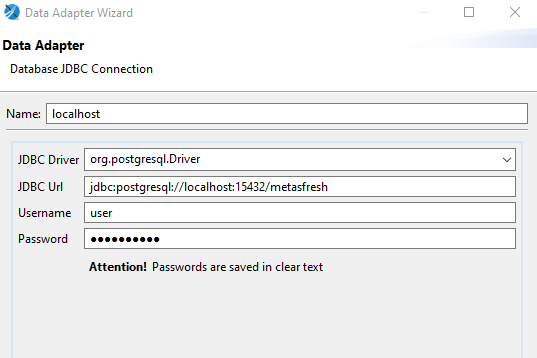 Data Adapter Wizard
Data Adapter
Database JDBC Connection
Name: localhost
JDBC Driver org.postgresql.Driver
JDBC Url jdbc:postgresql://localhost:15432/metasfresh
Username user
Password ●●●●●●●●●●
Attention! Passwords are saved in clear text